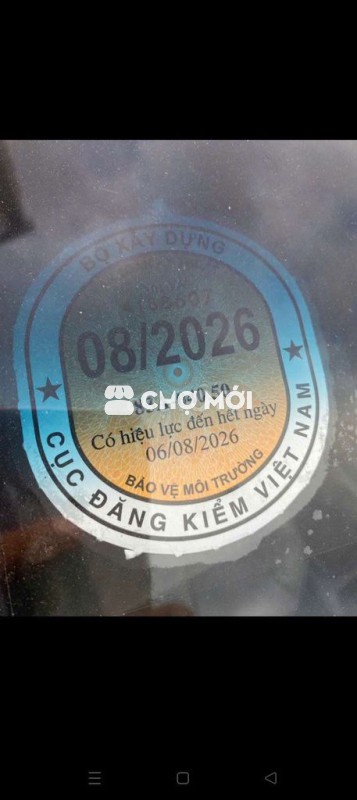 BỘ XÂY DỰNG
08/2026
CHỢ MỚI
Có hiệu lực đến hết ngày
06/08/2026
BẢO VỆ MÔI TRƯỜNG
CỤC ĐĂNG KIỂM VIỆT NAM